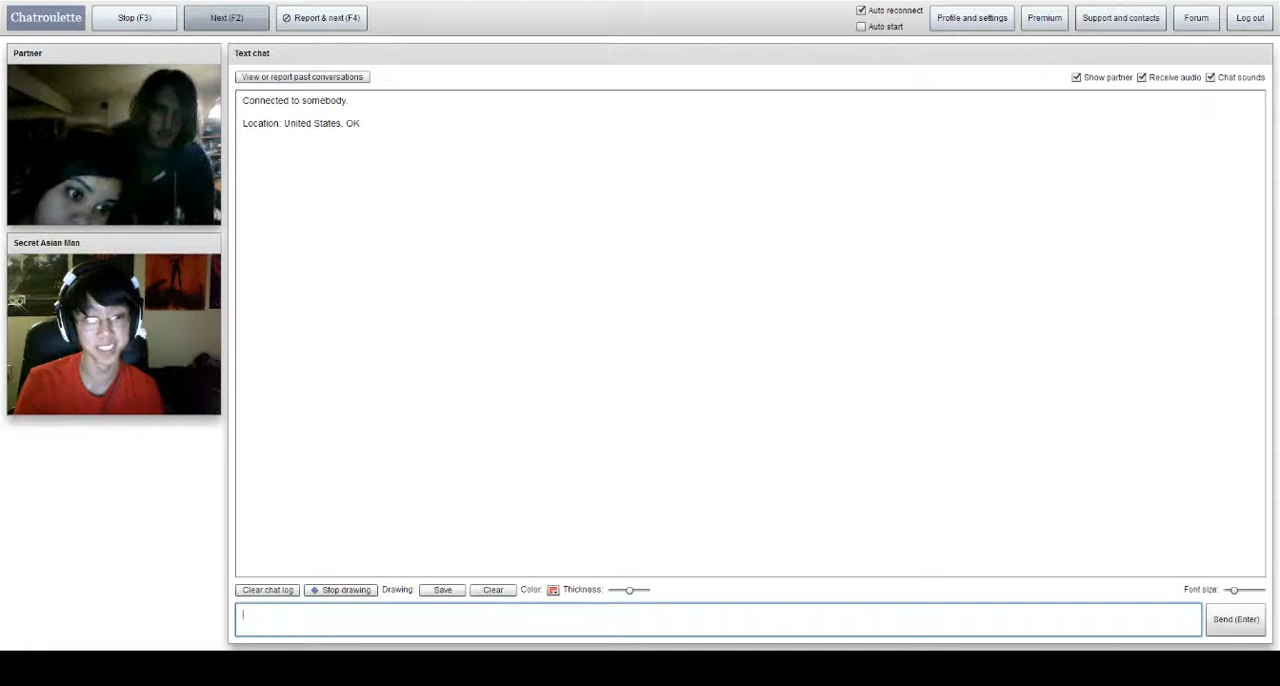 Chatroulette
Stop (F3)
Next (F2)
Report & next (F4)
Auto reconnect
Auto start
Profile and settings
Premium
Support and contacts
Forum
Log out
Partner
Text chat
View or report past conversations
Show partner
Receive audio
Chat sounds
Connected to somebody.
Location: United States, OK
Secret Asian Man
Clear chat log
Stop drawing
Drawing:
Save
Clear
Color:
Thickness:
Font size:
Send (Enter)